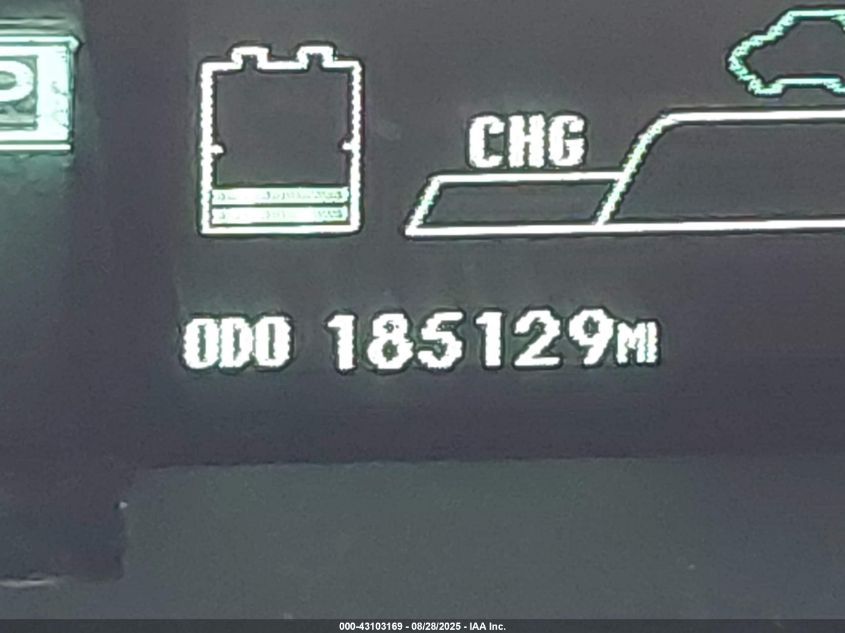 CHG
ODO 185129MI
000-43103169 - 08/28/2025 - IAA Inc.